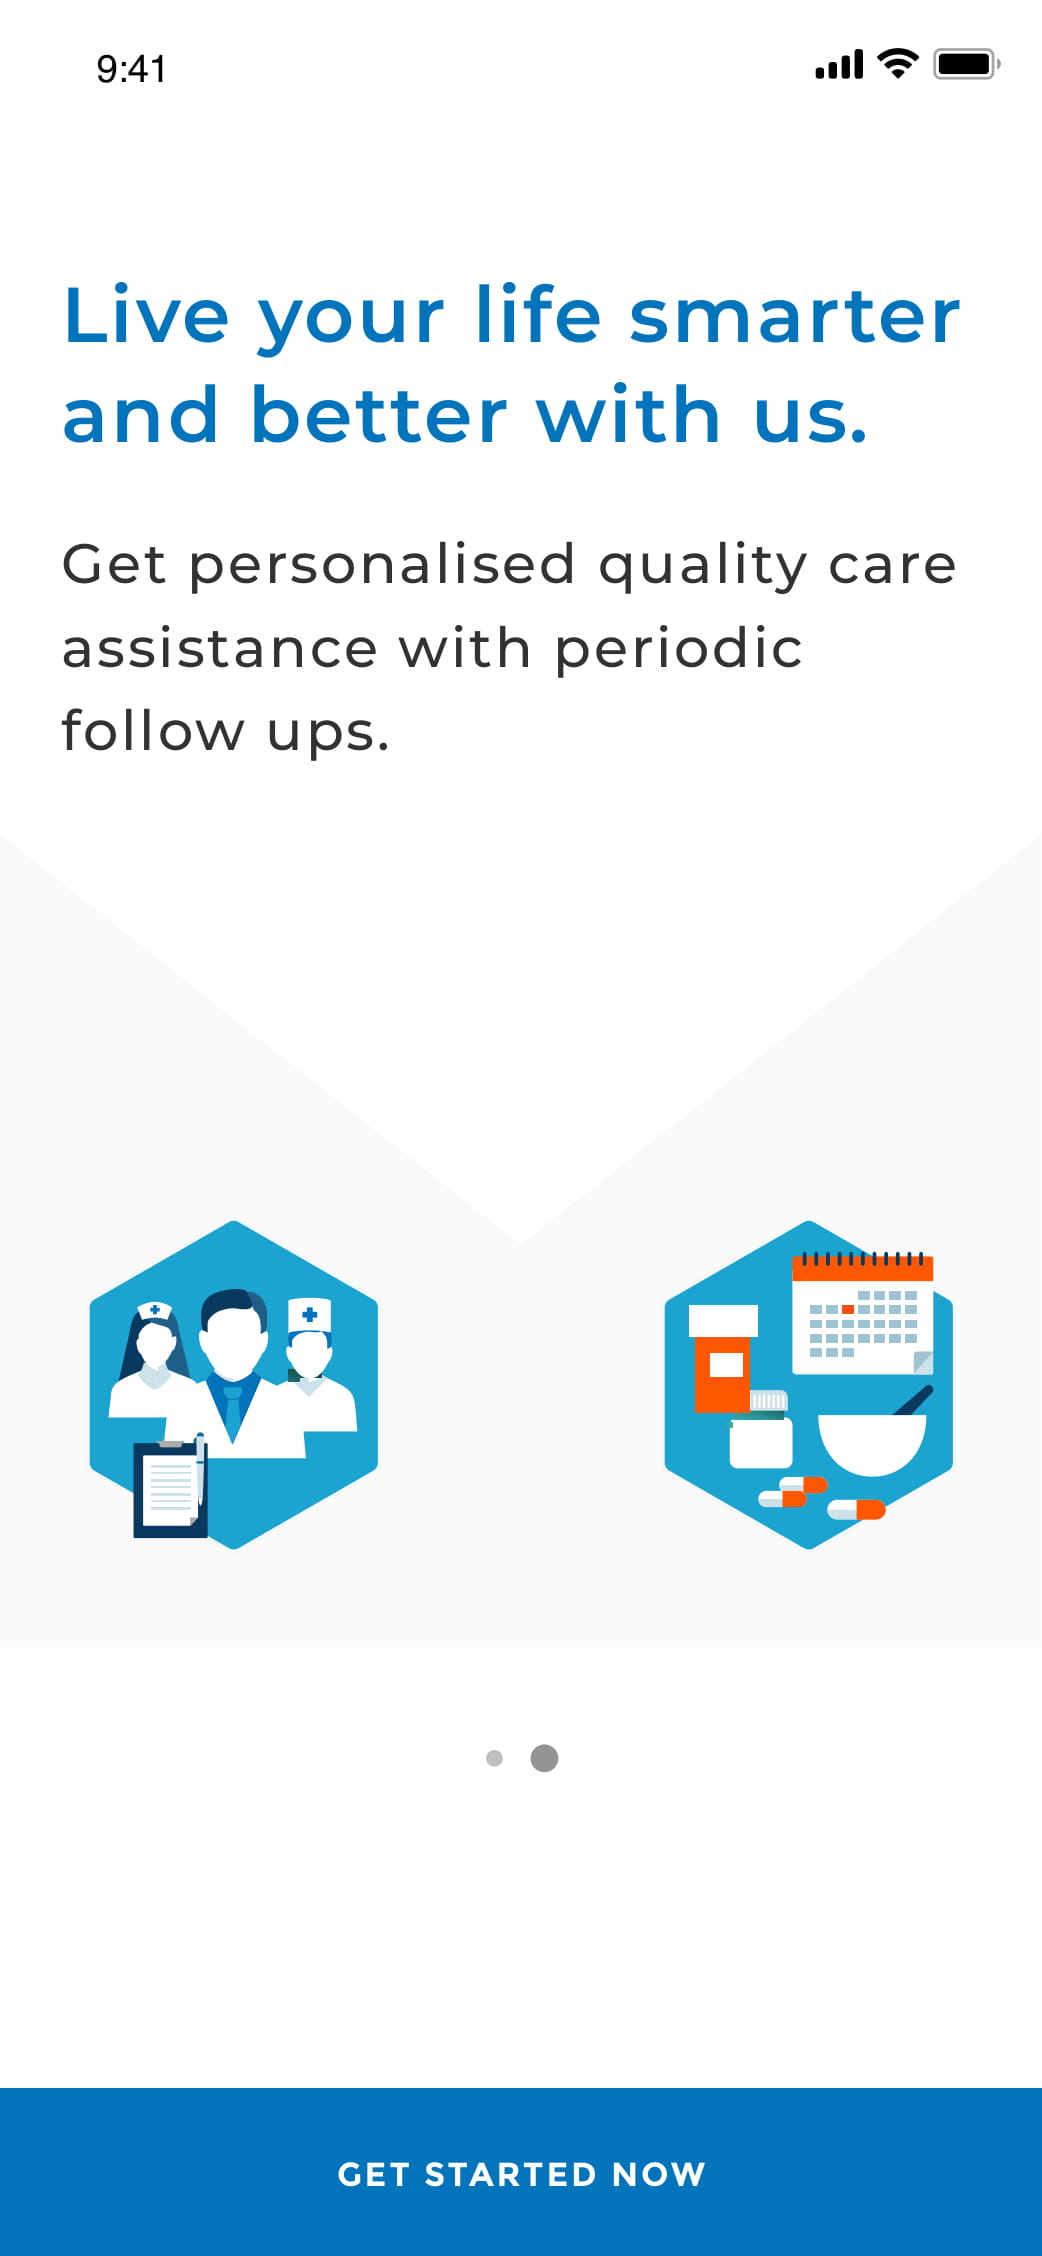 9:41
Live your life smarter
and better with us.
Get personalised quality care
assistance with periodic
follow ups.
GET STARTED NOW